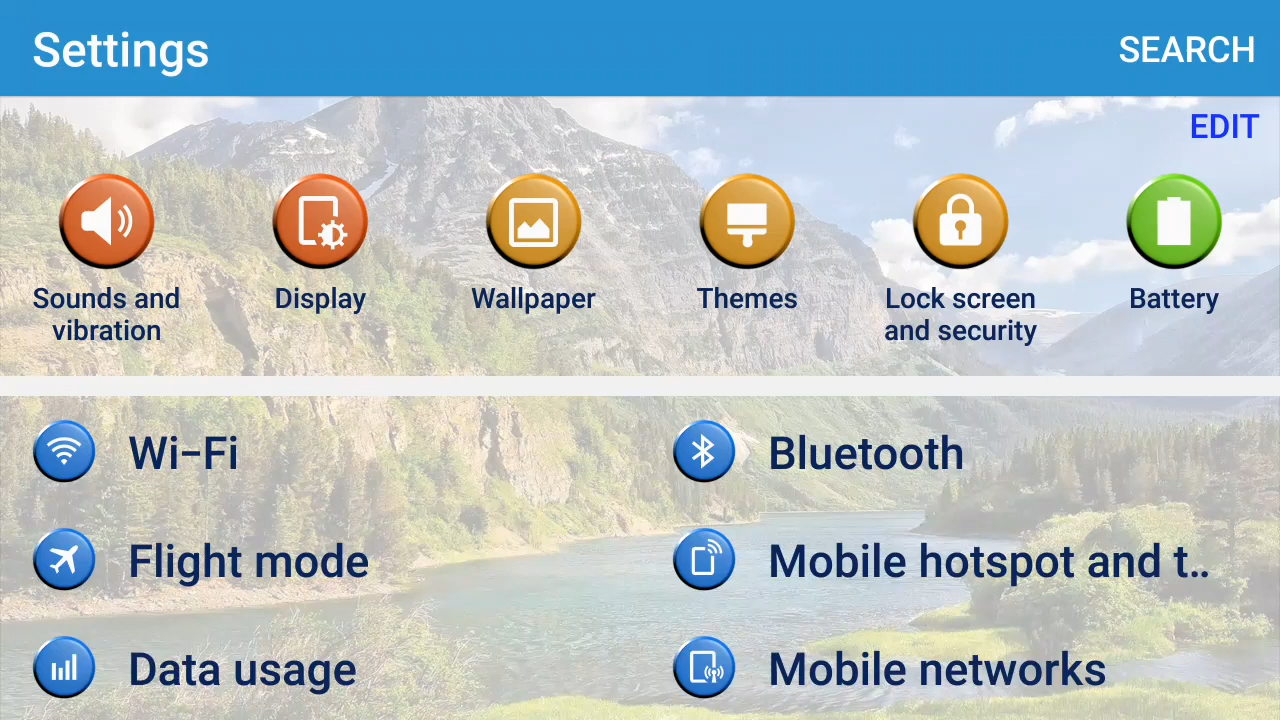 Settings
SEARCH
EDIT
Sounds and
vibration
Display
Wallpaper
Themes
Lock screen
and security
Battery
Wi-Fi
Bluetooth
Flight mode
Mobile hotspot and t..
Data usage
Mobile networks